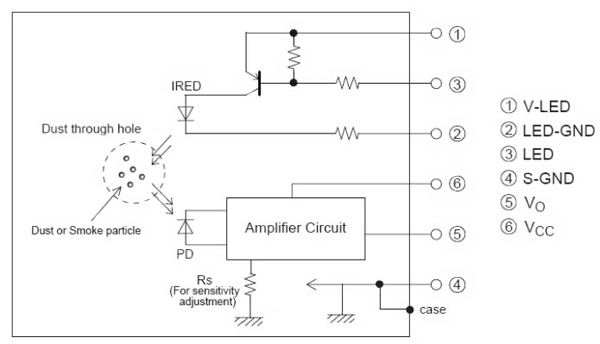 ①
IRED
③
① V-LED
Dust through hole
② LED-GND
②
③ LED
④ S-GND
⑥
⑤ VO
Amplifier Circuit
⑤
⑥ VCC
Dust or Smoke particle
PD
Rs
(For sensitivity
adjustment)
④
case